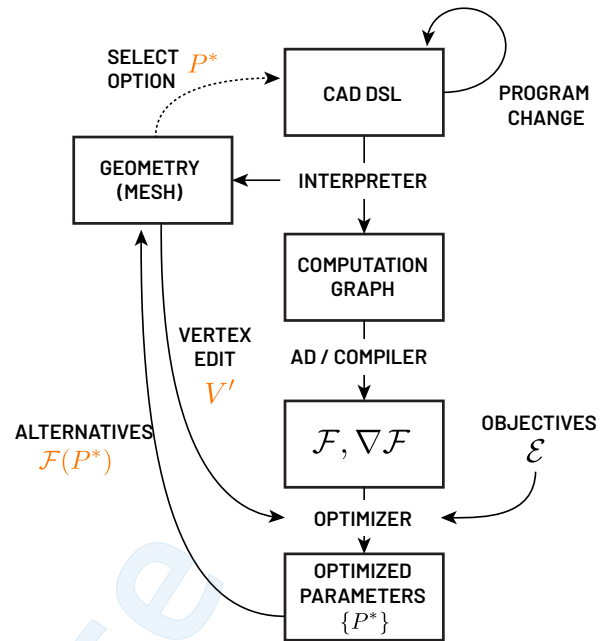 SELECT
OPTION P*
CAD DSL
PROGRAM
CHANGE
GEOMETRY
(MESH)
INTERPRETER
COMPUTATION
GRAPH
VERTEX
EDIT
V′
AD / COMPILER
ALTERNATIVES
ℱ(P*)
ℱ, ∇ℱ
OBJECTIVES
ℰ
OPTIMIZER
OPTIMIZED
PARAMETERS
{P*}